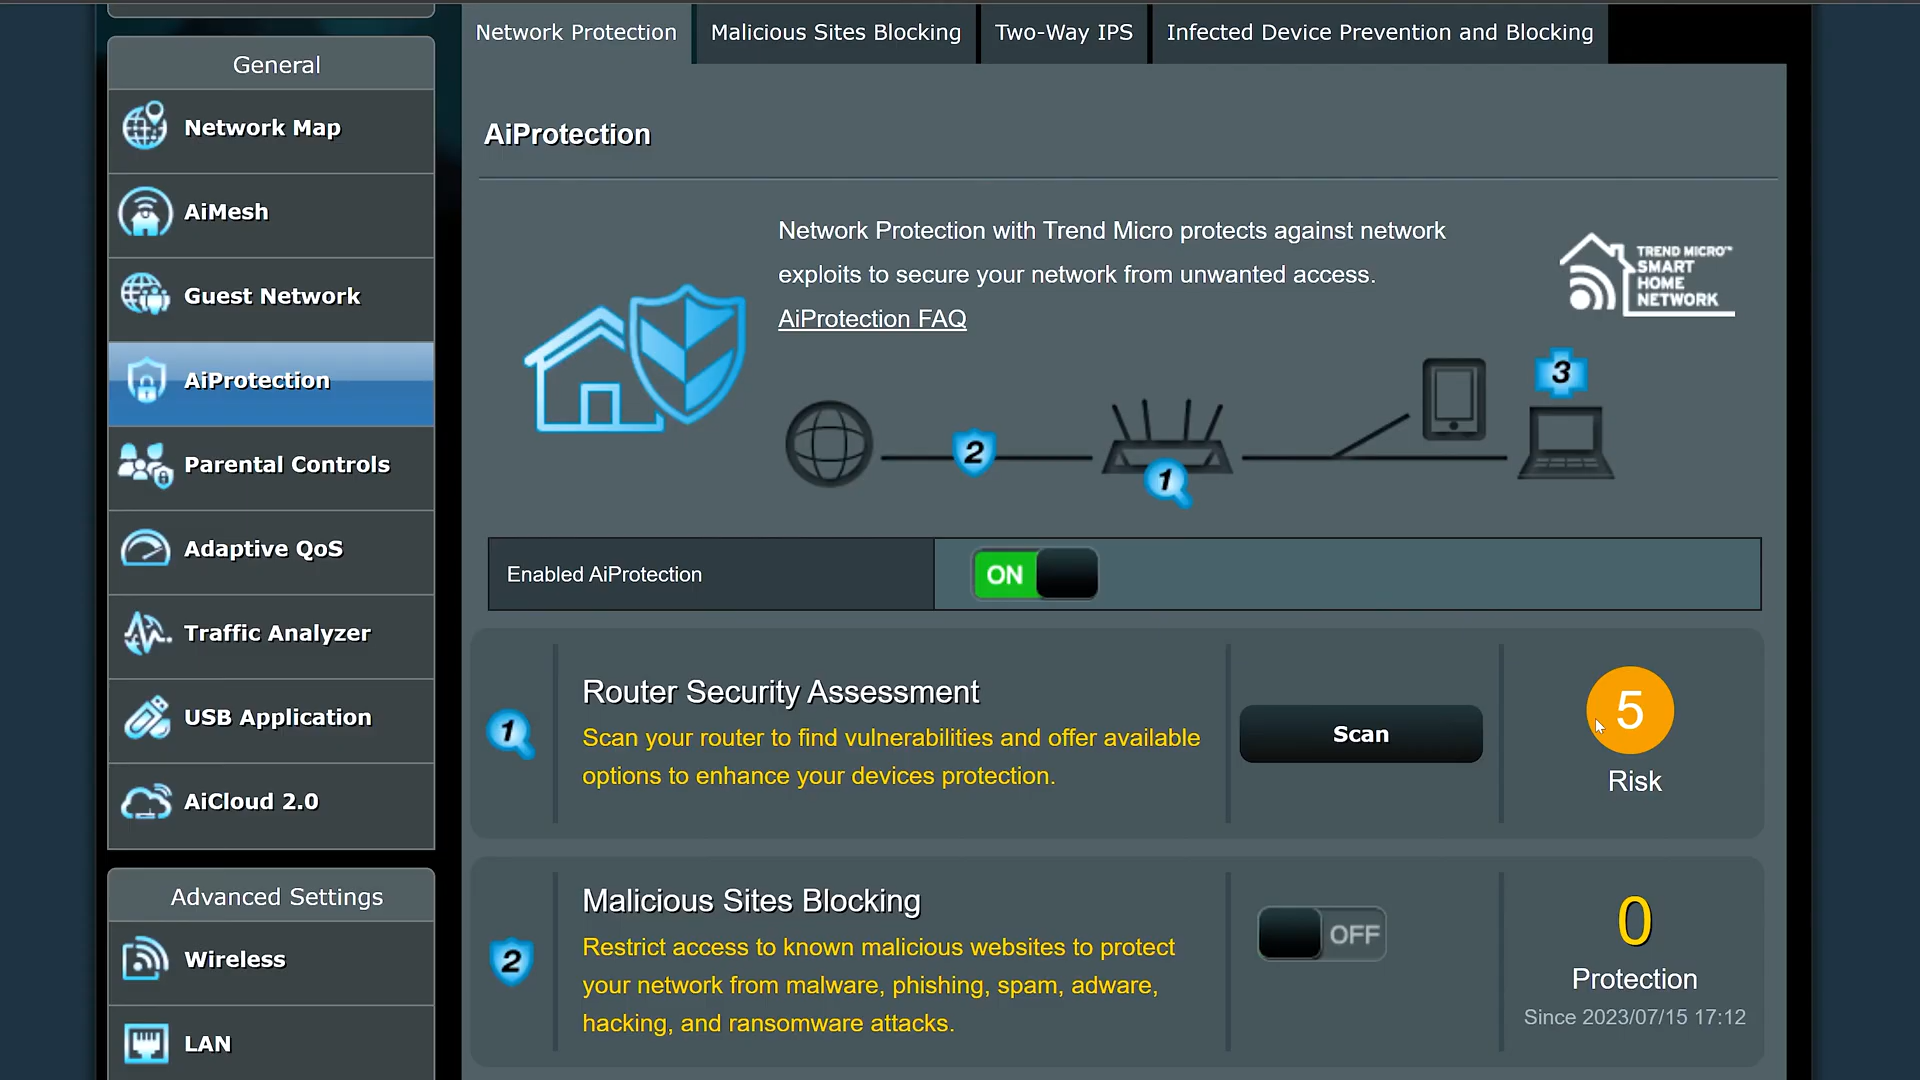 Network Protection
Malicious Sites Blocking
Two-Way IPS
Infected Device Prevention and Blocking
General
Network Map
AiMesh
Guest Network
AiProtection
Parental Controls
Adaptive QoS
Traffic Analyzer
USB Application
AiCloud 2.0
Advanced Settings
Wireless
LAN
AiProtection
Network Protection with Trend Micro protects against network
exploits to secure your network from unwanted access.
AiProtection FAQ
TREND MICRO™
SMART
HOME
NETWORK
3
2
1
Enabled AiProtection
ON
1
Router Security Assessment
Scan your router to find vulnerabilities and offer available
options to enhance your devices protection.
Scan
5
Risk
2
Malicious Sites Blocking
Restrict access to known malicious websites to protect
your network from malware, phishing, spam, adware,
hacking, and ransomware attacks.
OFF
0
Protection
Since 2023/07/15 17:12